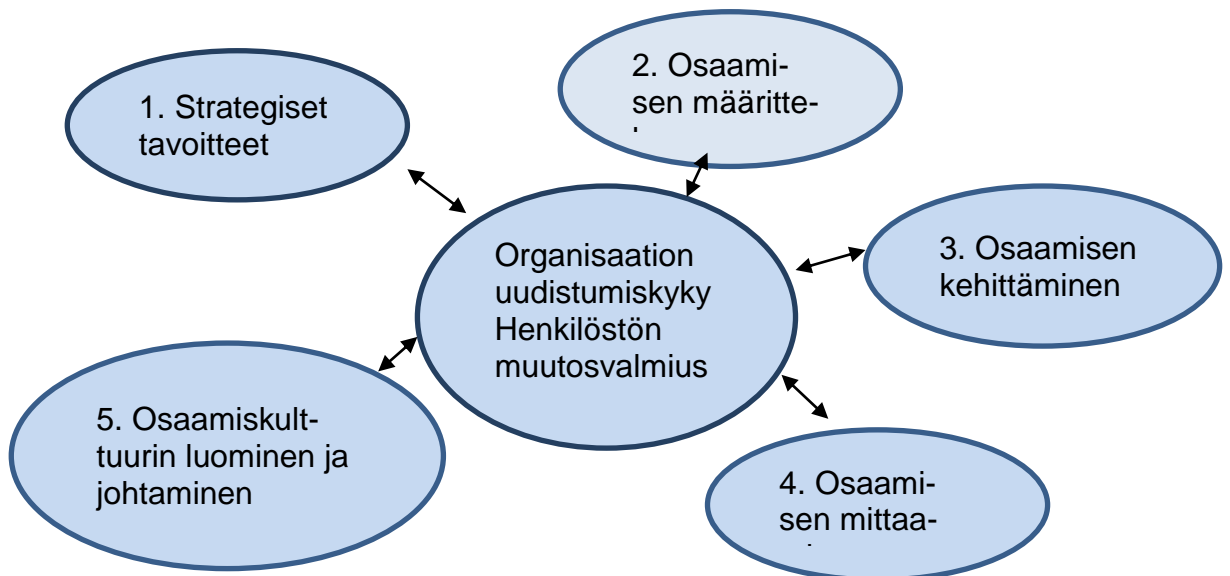 1. Strategiset
tavoitteet
2. Osaami-
sen määritte-
3. Osaamisen
kehittäminen
Organisaation
uudistumiskyky
Henkilöstön
muutosvalmius
4. Osaami-
sen mittaa-
5. Osaamiskult-
tuurin luominen ja
johtaminen